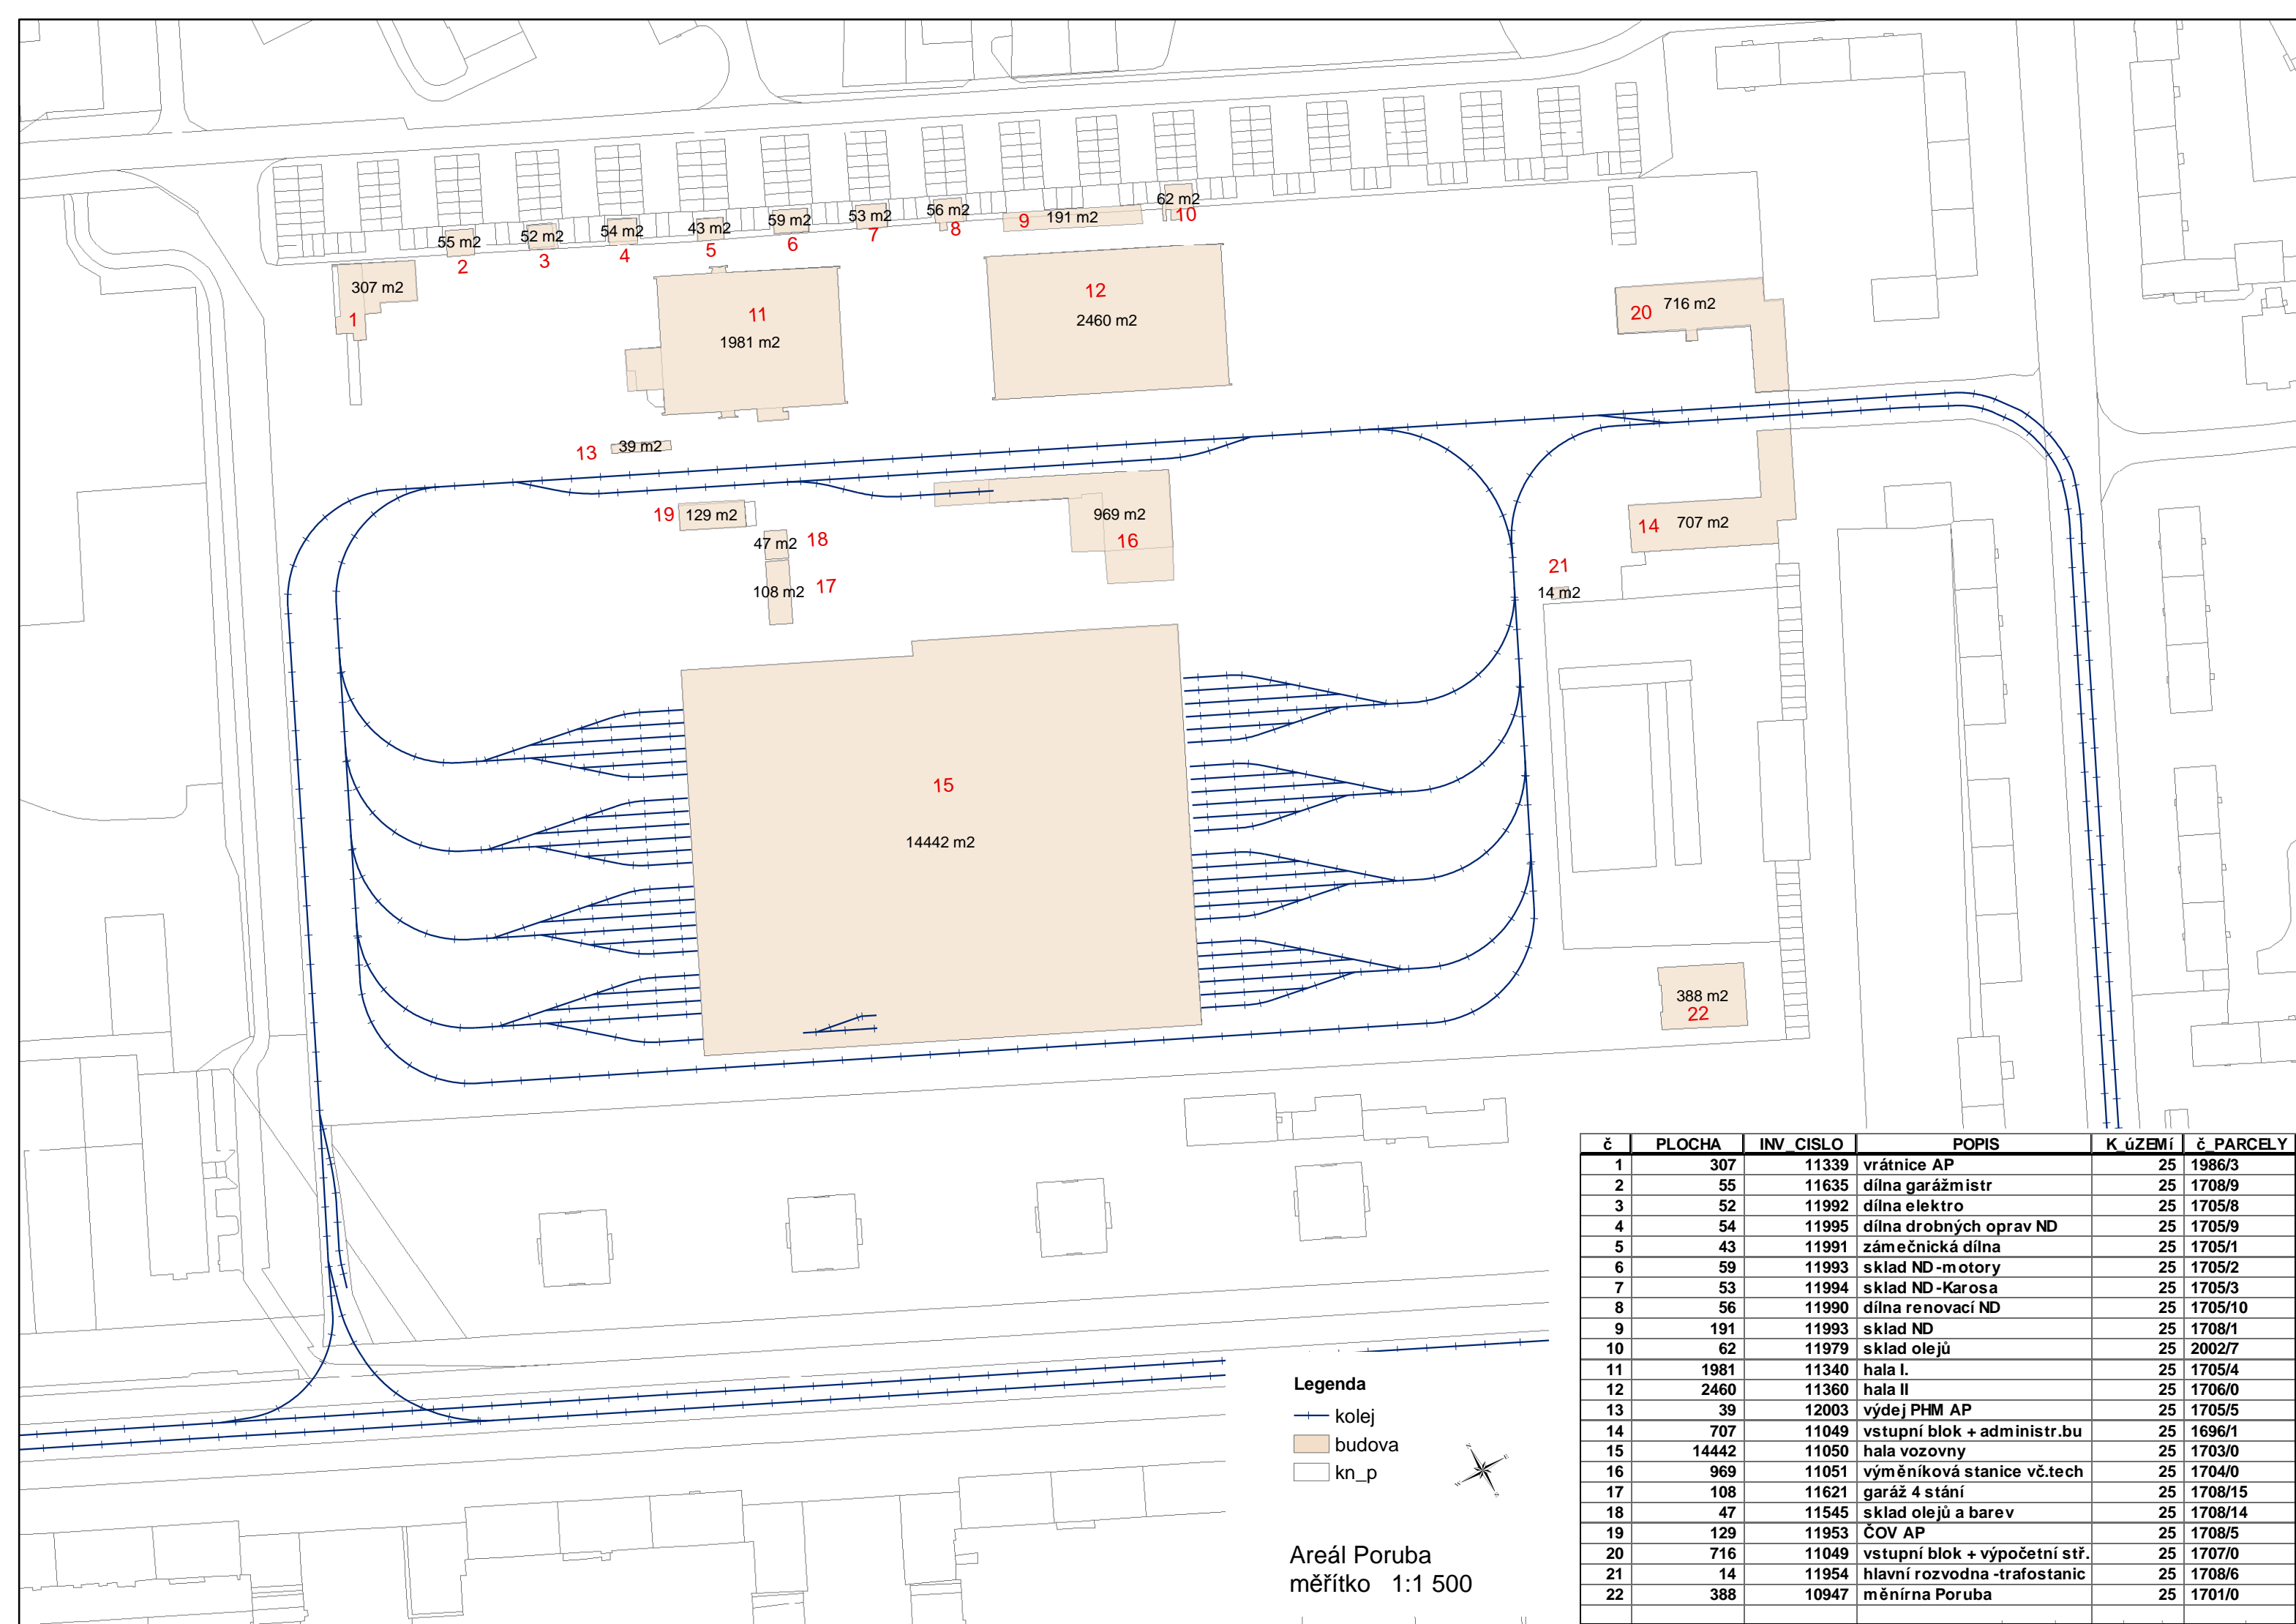 55 m2
52 m2
54 m2
43 m2
59 m2
53 m2
56 m2
191 m2
62 m2
2
3
4
5
6
7
8
9
10
307 m2
1
11
1981 m2
12
2460 m2
20
716 m2
13
39 m2
19
129 m2
47 m2
18
108 m2
17
969 m2
16
14
707 m2
21
14 m2
15
14442 m2
388 m2
22
Legenda
kolej
budova
kn_p
Areál Poruba
měřítko 1:1 500
č PLOCHA INV_CISLO POPIS K_úZEMí č_PARCELY
1 307 11339 vrátnice AP 25 1986/3
2 55 11635 dílna garážmistr 25 1708/9
3 52 11992 dílna elektro 25 1705/8
4 54 11995 dílna drobných oprav ND 25 1705/9
5 43 11991 zámečnická dílna 25 1705/1
6 59 11993 sklad ND-motory 25 1705/2
7 53 11994 sklad ND-Karosa 25 1705/3
8 56 11990 dílna renovací ND 25 1705/10
9 191 11993 sklad ND 25 1708/1
10 62 11979 sklad olejů 25 2002/7
11 1981 11340 hala I. 25 1705/4
12 2460 11360 hala II 25 1706/0
13 39 12003 výdej PHM AP 25 1705/5
14 707 11049 vstupní blok + administr.bu 25 1696/1
15 14442 11050 hala vozovny 25 1703/0
16 969 11051 výměníková stanice vč.tech 25 1704/0
17 108 11621 garáž 4 stání 25 1708/15
18 47 11545 sklad olejů a barev 25 1708/14
19 129 11953 ČOV AP 25 1708/5
20 716 11049 vstupní blok + výpočetní stř. 25 1707/0
21 14 11954 hlavní rozvodna -trafostanic 25 1708/6
22 388 10947 měnírna Poruba 25 1701/0